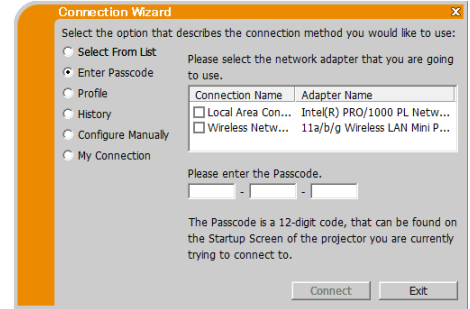 Connection Wizard
x
Select the option that describes the connection method you would like to use:
Select From List
Enter Passcode
Profile
History
Configure Manually
My Connection
Please select the network adapter that you are going
to use.
Connection Name Adapter Name
Local Area Con... Intel(R) PRO/1000 PL Netw...
Wireless Netw... 11a/b/g Wireless LAN Mini P...
Please enter the Passcode.
- -
The Passcode is a 12-digit code, that can be found on
the Startup Screen of the projector you are currently
trying to connect to.
Connect Exit